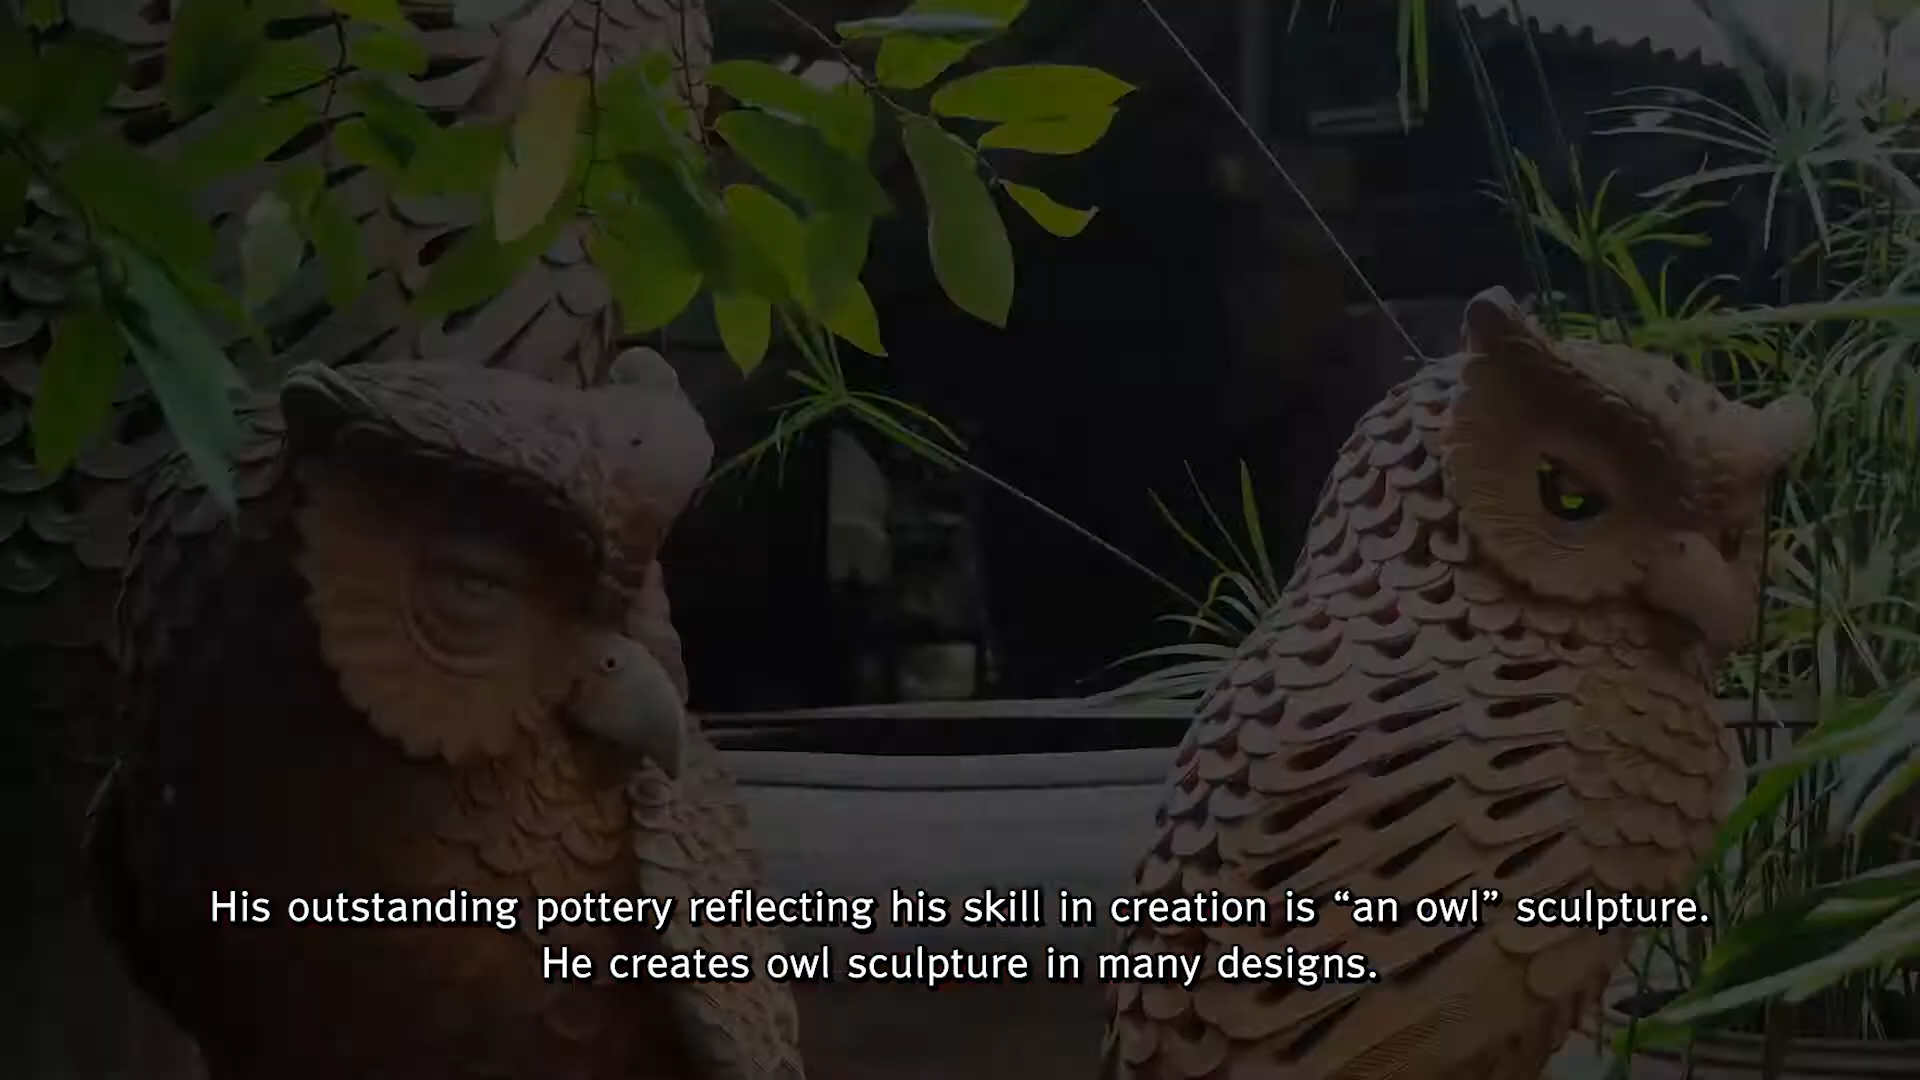 His outstanding pottery reflecting his skill in creation is “an owl” sculpture.
He creates owl sculpture in many designs.